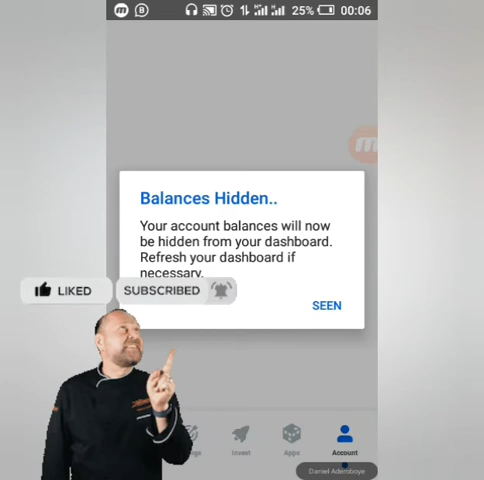 25% 00:06
Balances Hidden..
Your account balances will now
be hidden from your dashboard.
Refresh your dashboard if
necessary.
LIKED
SUBSCRIBED
SEEN
Invest
Apps
Account
Daniel Aderoboye